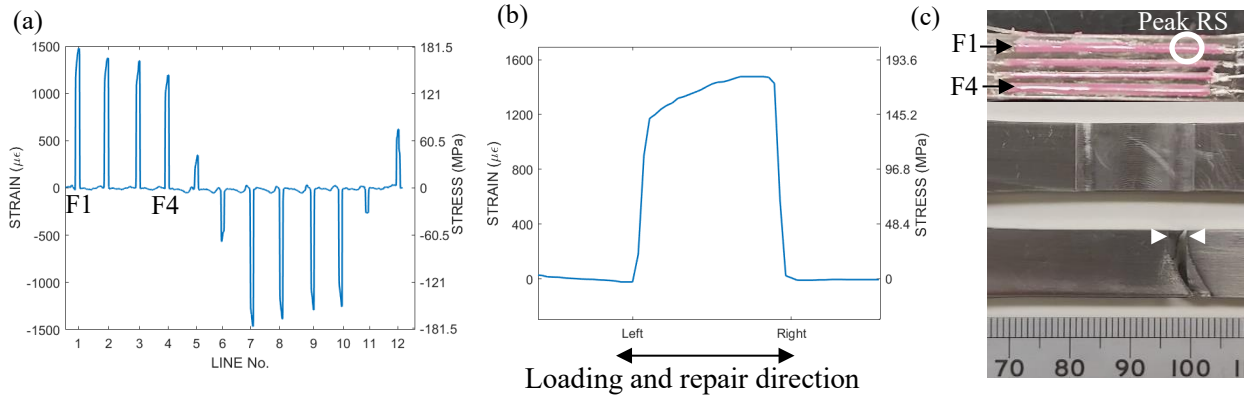 (a)
1500
1000
500
0
-500
-1000
-1500
STRAIN (με)
181.5
121
60.5
0
-60.5
-121
-181.5
STRESS (MPa)
F1
F4
1 2 3 4 5 6 7 8 9 10 11 12
LINE No.
(b)
1600
1200
800
400
0
STRAIN (με)
193.6
145.2
96.8
48.4
0
STRESS (MPa)
Left Right
Loading and repair direction
(c)
Peak RS
F1
F4
70 80 90 100